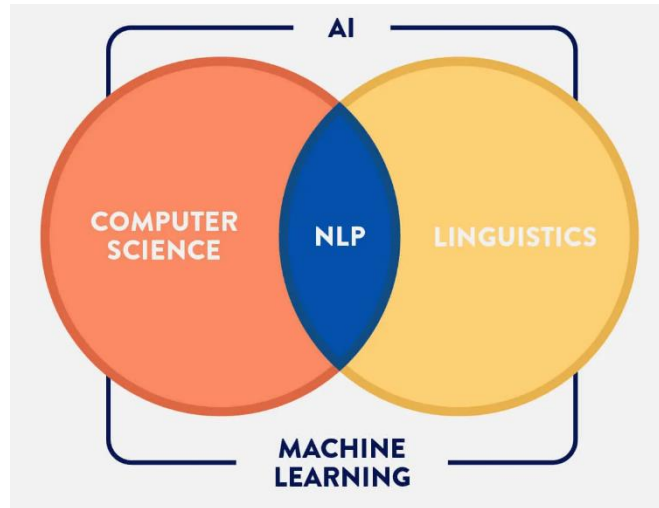 AI
COMPUTER
SCIENCE
NLP
LINGUISTICS
MACHINE
LEARNING